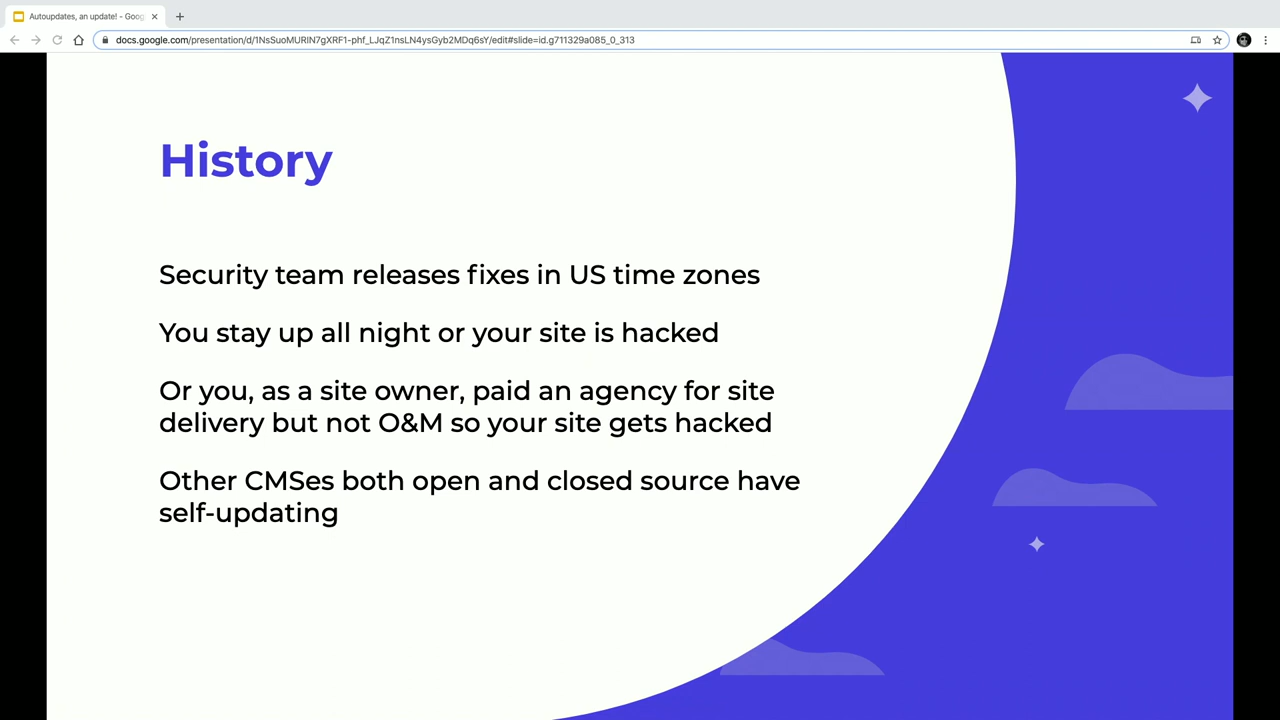 Autoupdates, an update! - Goog
docs.google.com/presentation/d/1NsSuoMURIN7gXRF1-phf_LJqZ1nsLN4ysGyb2MDq6sY/edit#slide=id.g711329a085_0_313
History
Security team releases fixes in US time zones
You stay up all night or your site is hacked
Or you, as a site owner, paid an agency for site
delivery but not O&M so your site gets hacked
Other CMSes both open and closed source have
self-updating